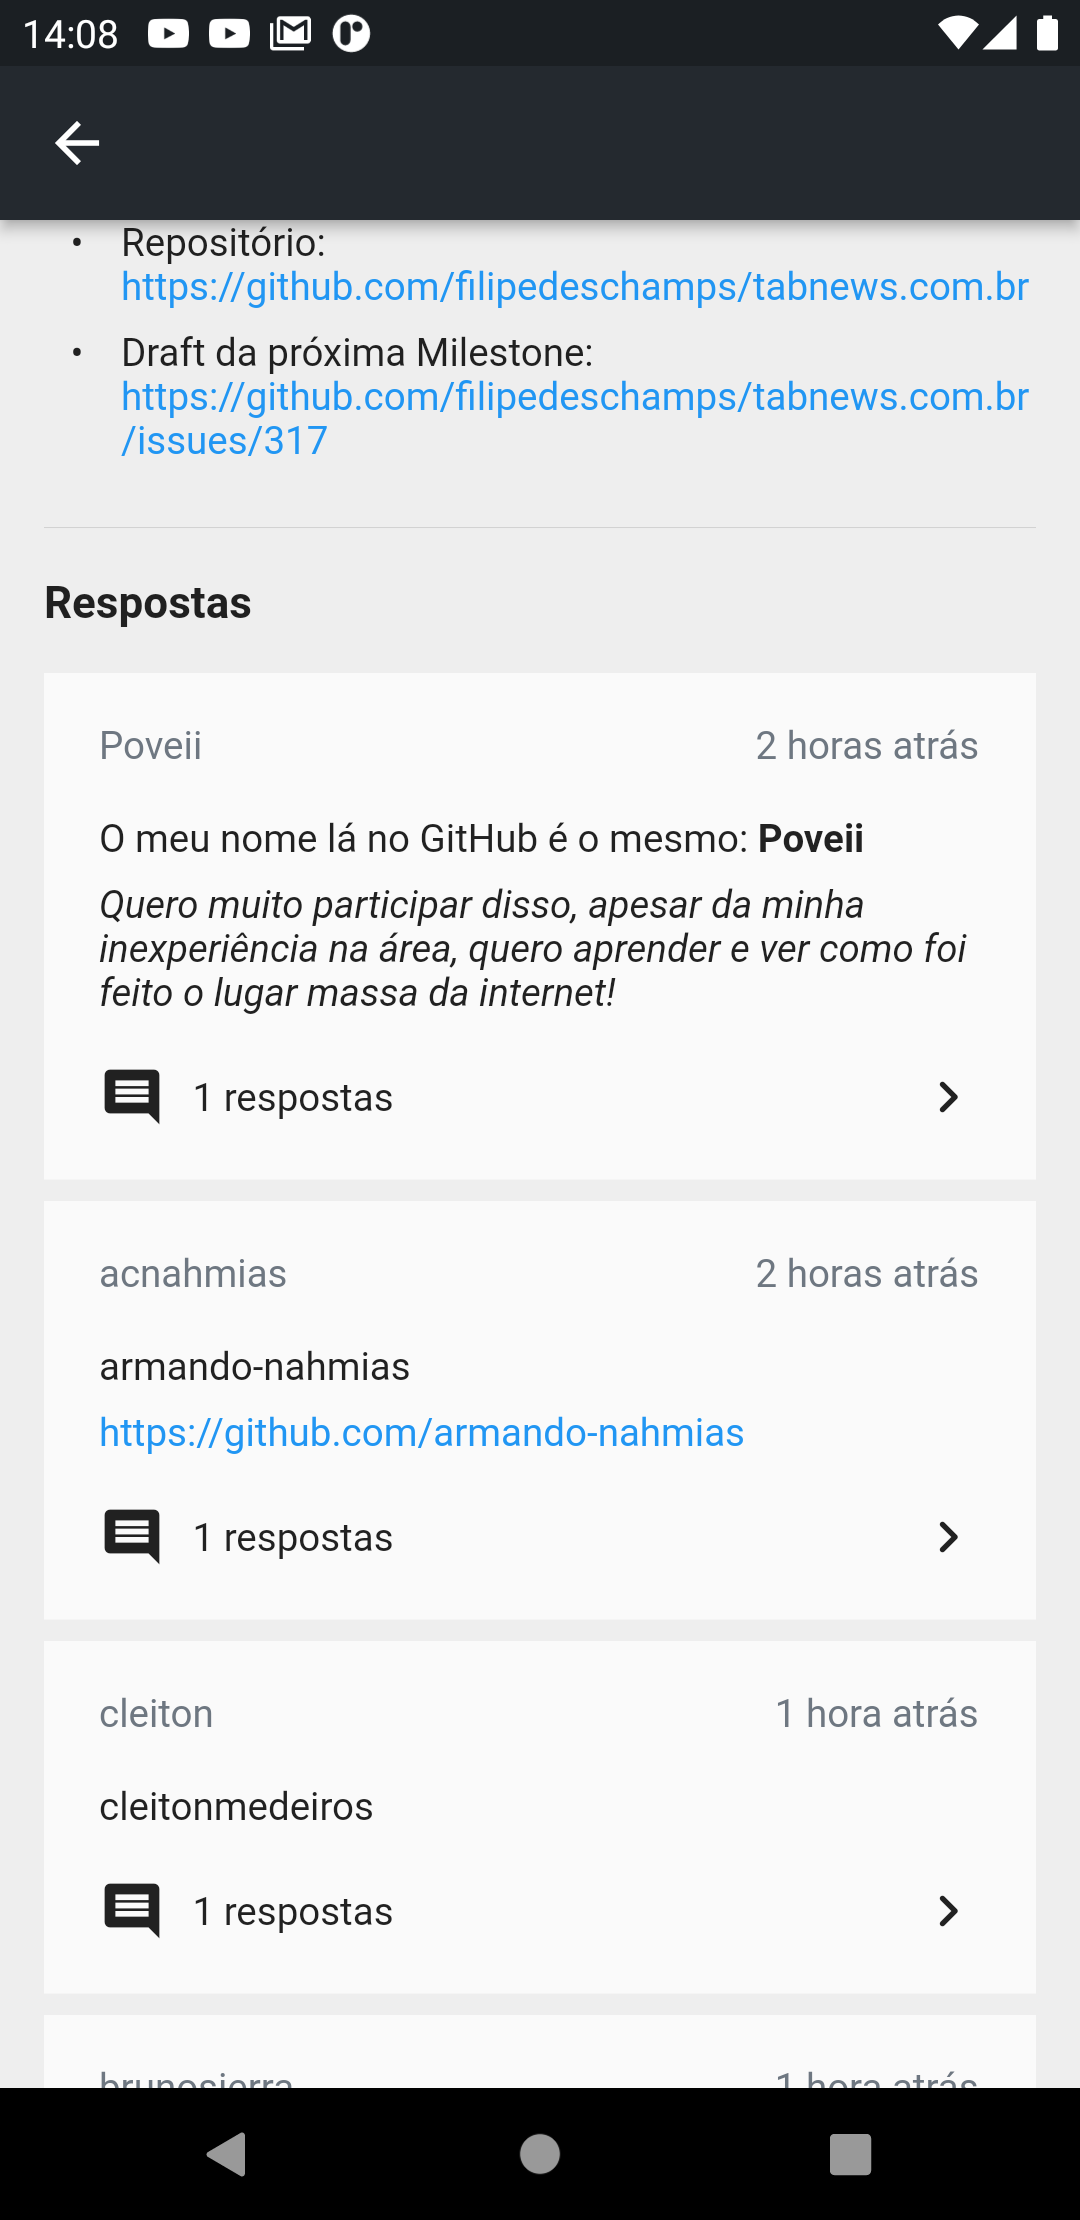 14:08
• Repositório:
https://github.com/filipedeschamps/tabnews.com.br
• Draft da próxima Milestone:
https://github.com/filipedeschamps/tabnews.com.br
/issues/317
Respostas
Poveii 2 horas atrás
O meu nome lá no GitHub é o mesmo: Poveii
Quero muito participar disso, apesar da minha
inexperiência na área, quero aprender e ver como foi
feito o lugar massa da internet!
1 respostas
acnahmias 2 horas atrás
armando-nahmias
https://github.com/armando-nahmias
1 respostas
cleiton 1 hora atrás
cleitonmedeiros
1 respostas
brunosierra 1 hora atrás